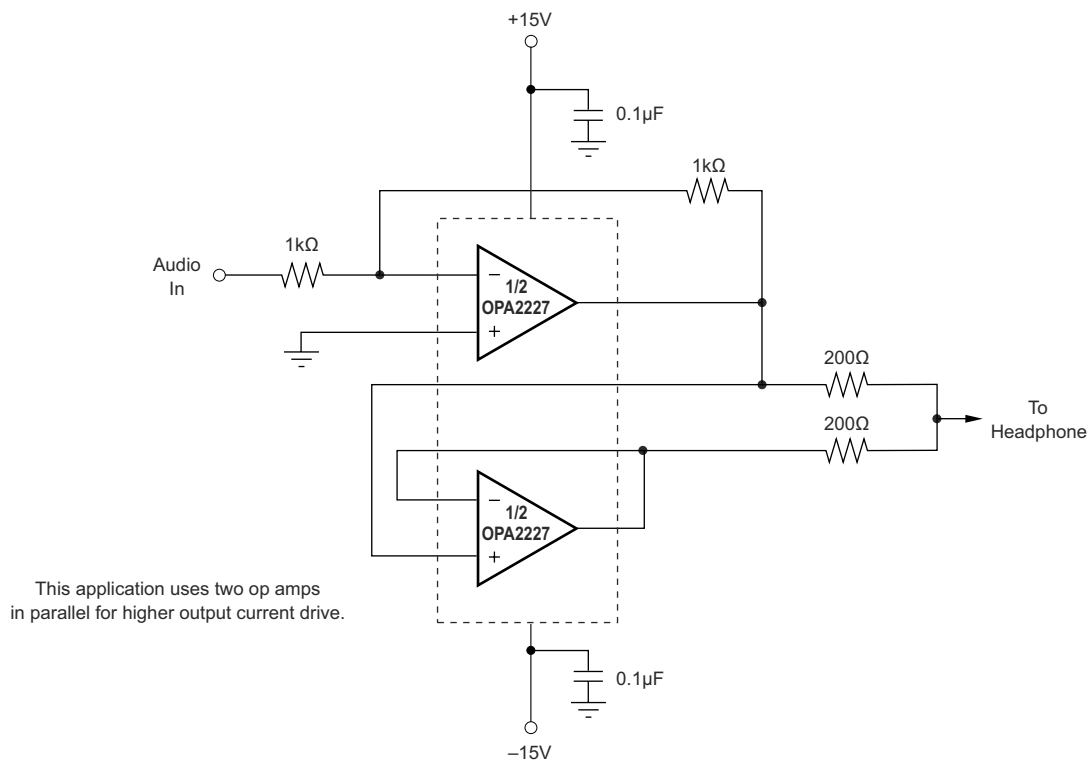 +15V
0.1µF
1kΩ
1kΩ
Audio
In
–
1/2
OPA2227
+
200Ω
200Ω
To
Headphone
–
1/2
OPA2227
+
This application uses two op amps
in parallel for higher output current drive.
0.1µF
–15V